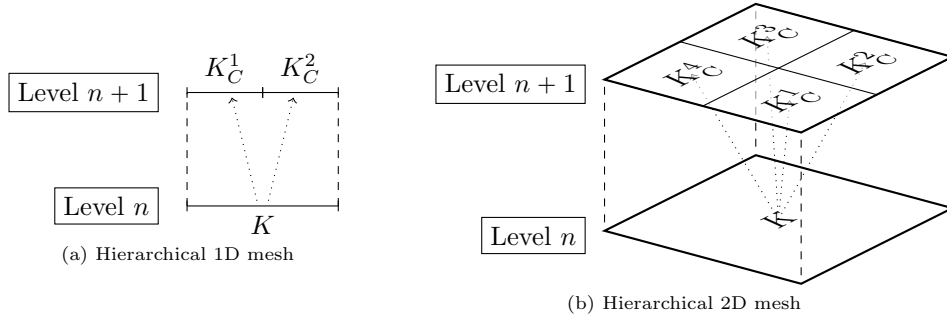 K_C^1 K_C^2
Level n + 1
Level n
K
(a) Hierarchical 1D mesh
K_C^3
K_C^4 K_C^2
Level n + 1
K_C^1
K
Level n
(b) Hierarchical 2D mesh